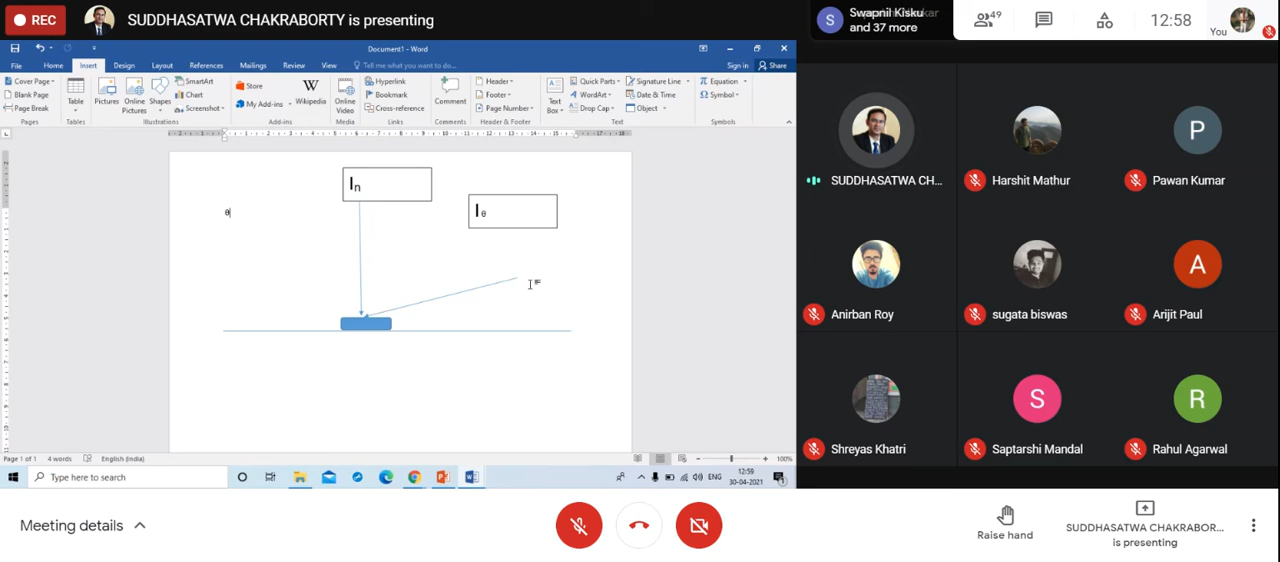 REC
SUDDHASATWA CHAKRABORTY is presenting
S
Swapnil Kisku
and 37 more
49
12:58
You
Document1 - Word
File Home Insert Design Layout References Mailings Review View Tell me what you want to do... Sign in Share
Cover Page
Blank Page
Page Break
Pages
Table
Tables
Pictures
Online Pictures
Shapes
SmartArt
Chart
Screenshot
Illustrations
Store
My Add-ins
W
Wikipedia
Add-ins
Online Video
Media
Hyperlink
Bookmark
Cross-reference
Links
Comment
Comments
Header
Footer
Page Number
Header & Footer
A
Text Box
Quick Parts
WordArt
Drop Cap
Signature Line
Date & Time
Object
Text
Equation
Symbol
Symbols
In
I θ
θ
Page 1 of 1 4 words English (India) 100%
Type here to search
ENG
12:59
30-04-2021
SUDDHASATWA CH...
Harshit Mathur
P
Pawan Kumar
Anirban Roy
sugata biswas
A
Arijit Paul
Shreyas Khatri
S
Saptarshi Mandal
R
Rahul Agarwal
Meeting details
Raise hand
SUDDHASATWA CHAKRABOR...
is presenting